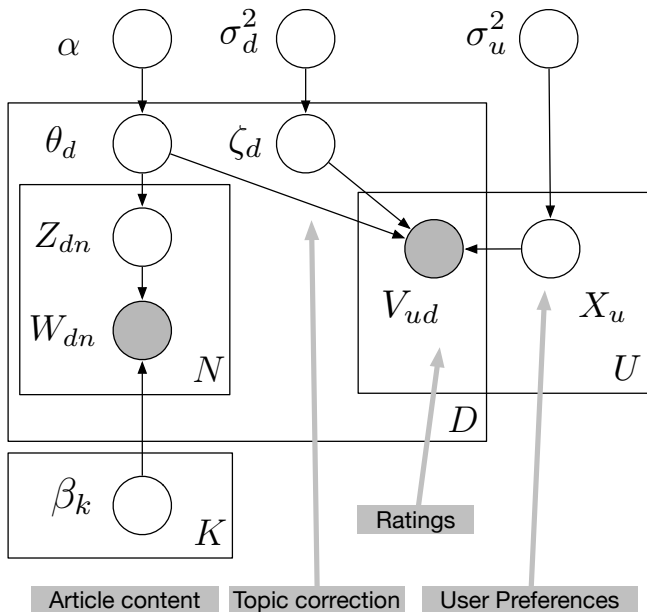 α σ²_d σ²_u
θ_d ζ_d
Z_dn
V_ud X_u
W_dn
N U
D
β_k
K
Ratings
Article content Topic correction User Preferences